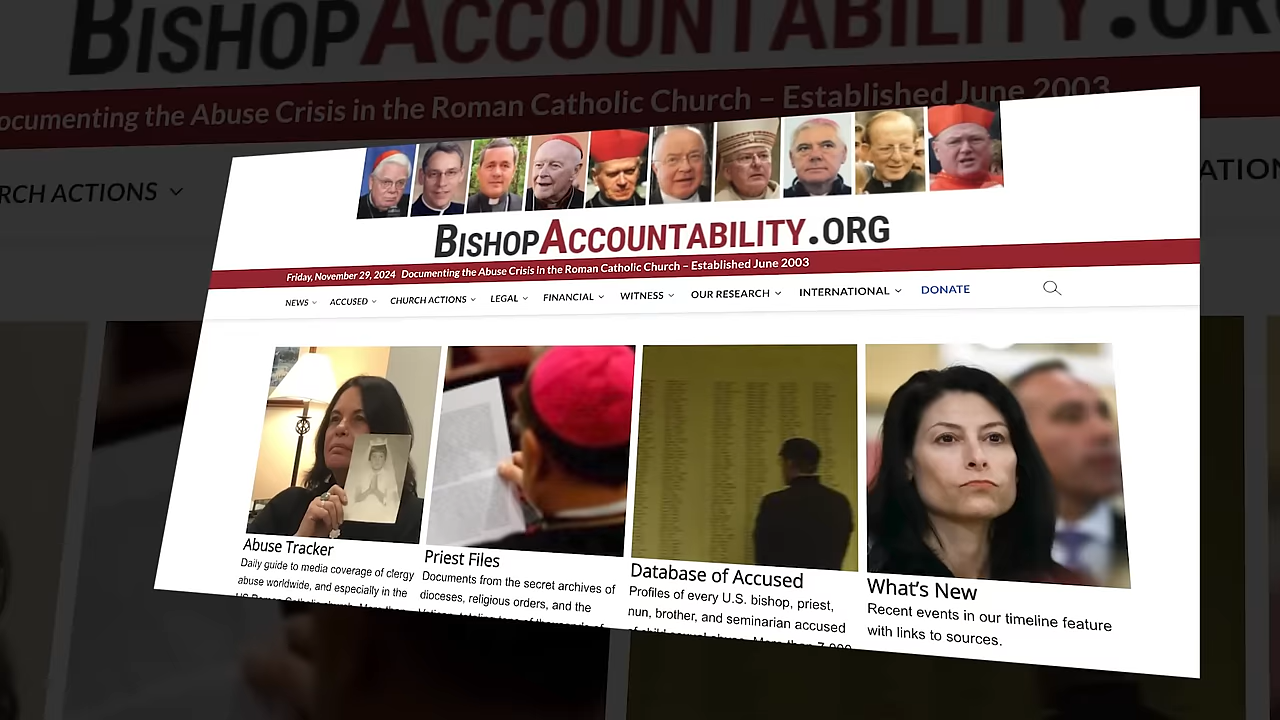 BISHOPACCOUNTABILITY.OR
ocumenting the Abuse Crisis in the Roman Catholic Church – Established June 2003
RCH ACTIONS
BISHOPACCOUNTABILITY.ORG
Friday, November 29, 2024 Documenting the Abuse Crisis in the Roman Catholic Church – Established June 2003
NEWS ACCUSED CHURCH ACTIONS LEGAL FINANCIAL WITNESS OUR RESEARCH INTERNATIONAL DONATE
Abuse Tracker
Daily guide to media coverage of clergy
abuse worldwide, and especially in the
Priest Files
Documents from the secret archives of
dioceses, religious orders, and the
Database of Accused
Profiles of every U.S. bishop, priest,
nun, brother, and seminarian accused
What's New
Recent events in our timeline feature
with links to sources.